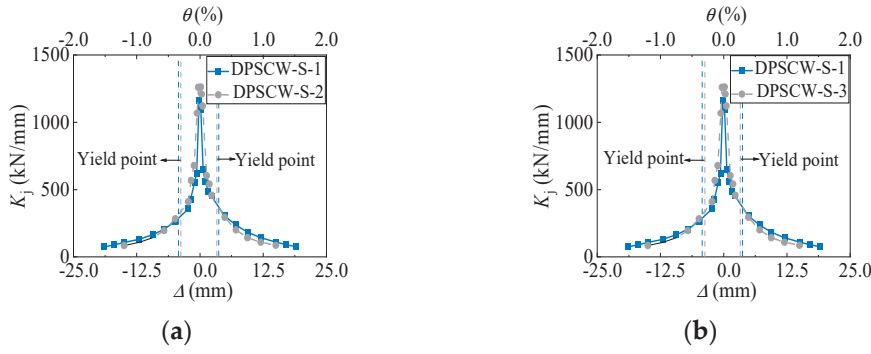 θ (%)
-2.0 -1.0 0.0 1.0 2.0
1500
1000
500
0
K_j (kN/mm)
DPSCW-S-1
DPSCW-S-2
Yield point
Yield point
-25.0 -12.5 0.0 12.5 25.0
Δ (mm)
(a)
θ (%)
-2.0 -1.0 0.0 1.0 2.0
1500
1000
500
0
K_j (kN/mm)
DPSCW-S-1
DPSCW-S-3
Yield point
Yield point
-25.0 -12.5 0.0 12.5 25.0
Δ (mm)
(b)